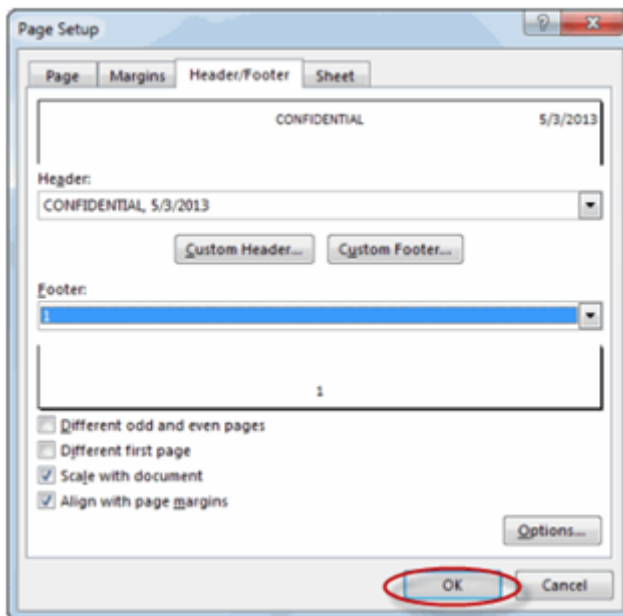 Page Setup
?
Page Margins Header/Footer Sheet
CONFIDENTIAL 5/3/2013
Header:
CONFIDENTIAL, 5/3/2013
Custom Header... Custom Footer...
Footer:
1
1
Different odd and even pages
Different first page
Scale with document
Align with page margins
Options...
OK Cancel